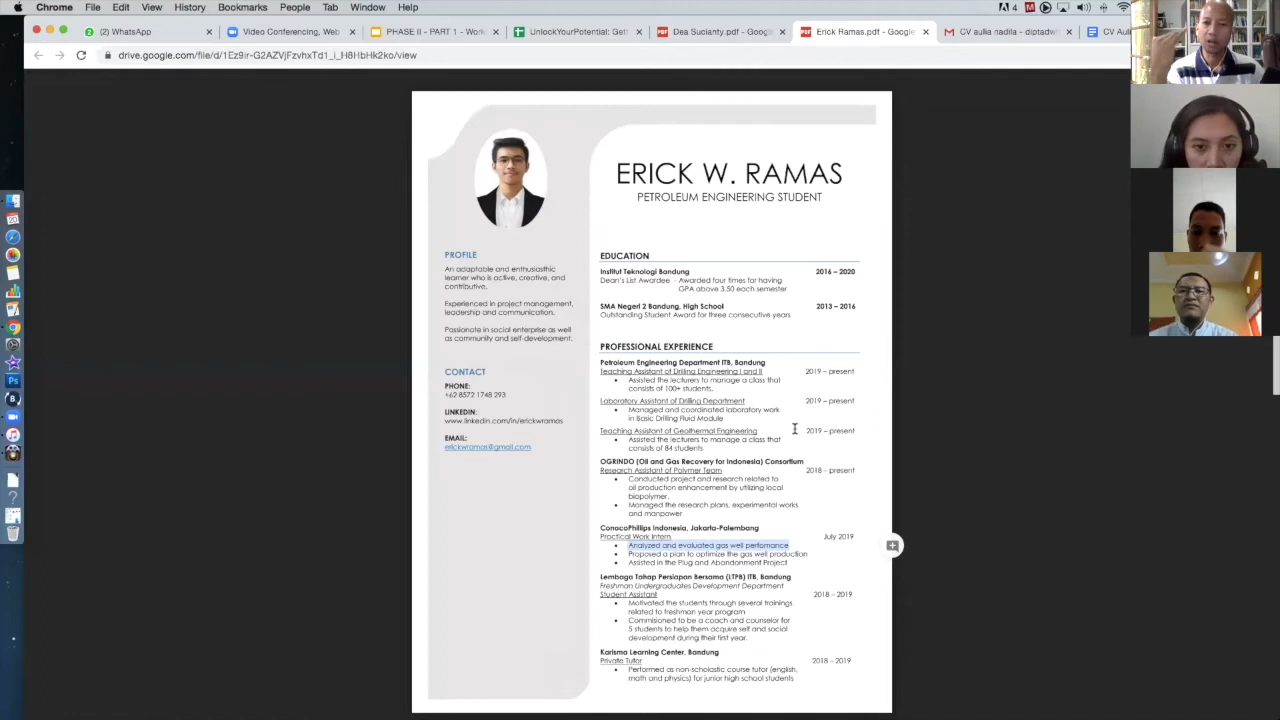 Chrome File Edit View History Bookmarks People Tab Window Help
(2) WhatsApp
Video Conferencing, Web
PHASE II - PART 1 - Work
UnlockYourPotential: Gett
Dea Sucianty.pdf - Google
Erick Ramas.pdf - Google
CV aulia nadila - diptadwit
CV Auli
drive.google.com/file/d/1Ez9ir-G2AZVjFzvhxTd1_i_H8HbHk2ko/view
ERICK W. RAMAS
PETROLEUM ENGINEERING STUDENT
PROFILE
An adaptable and enthusiasthic
learner who is active, creative, and
contributive.
Experienced in project management,
leadership and communication.
Passionate in social enterprise as well
as community and self-development.
CONTACT
PHONE:
+62 8572 1748 293
LINKEDIN:
www.linkedin.com/in/erickwramas
EMAIL:
erickwramas@gmail.com
EDUCATION
Institut Teknologi Bandung 2016 – 2020
Dean's List Awardee - Awarded four times for having
GPA above 3.50 each semester
SMA Negeri 2 Bandung, High School 2013 – 2016
Outstanding Student Award for three consecutive years
PROFESSIONAL EXPERIENCE
Petroleum Engineering Department ITB, Bandung
Teaching Assistant of Drilling Engineering I and II 2019 – present
• Assisted the lecturers to manage a class that
consists of 100+ students.
Laboratory Assistant of Drilling Department 2019 – present
• Managed and coordinated laboratory work
in Basic Drilling Fluid Module
Teaching Assistant of Geothermal Engineering 2019 – present
• Assisted the lecturers to manage a class that
consists of 84 students
OGRINDO (Oil and Gas Recovery for Indonesia) Consortium
Research Assistant of Polymer Team 2018 – present
• Conducted project and research related to
oil production enhancement by utilizing local
biopolymer.
• Managed the research plans, experimental works
and manpower
ConocoPhillips Indonesia, Jakarta-Palembang
Practical Work Intern July 2019
• Analyzed and evaluated gas well perfomance
• Proposed a plan to optimize the gas well production
• Assisted in the Plug and Abandonment Project
Lembaga Tahap Persiapan Bersama (LTPB) ITB, Bandung
Freshman Undergraduates Development Department
Student Assistant 2018 – 2019
• Motivated the students through several trainings
related to freshman year program
• Commisioned to be a coach and counselor for
5 students to help them acquire self and social
development during their first year.
Karisma Learning Center, Bandung
Private Tutor 2018 – 2019
• Performed as non-scholastic course tutor (english,
math and physics) for junior high school students